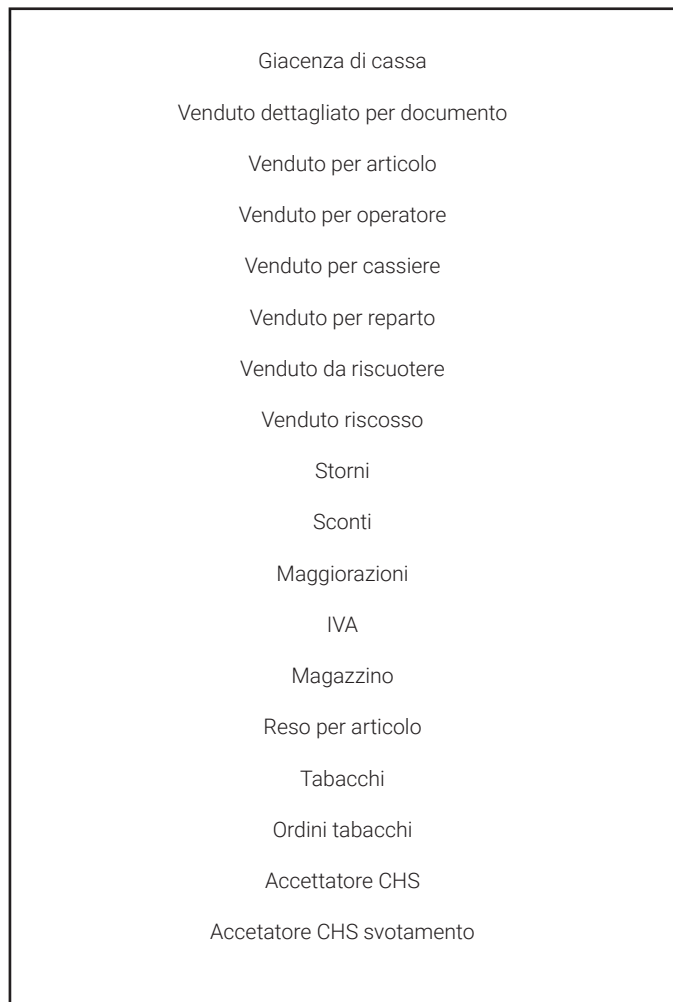 Giacenza di cassa
Venduto dettagliato per documento
Venduto per articolo
Venduto per operatore
Venduto per cassiere
Venduto per reparto
Venduto da riscuotere
Venduto riscosso
Storni
Sconti
Maggiorazioni
IVA
Magazzino
Reso per articolo
Tabacchi
Ordini tabacchi
Accettatore CHS
Accetatore CHS svotamento